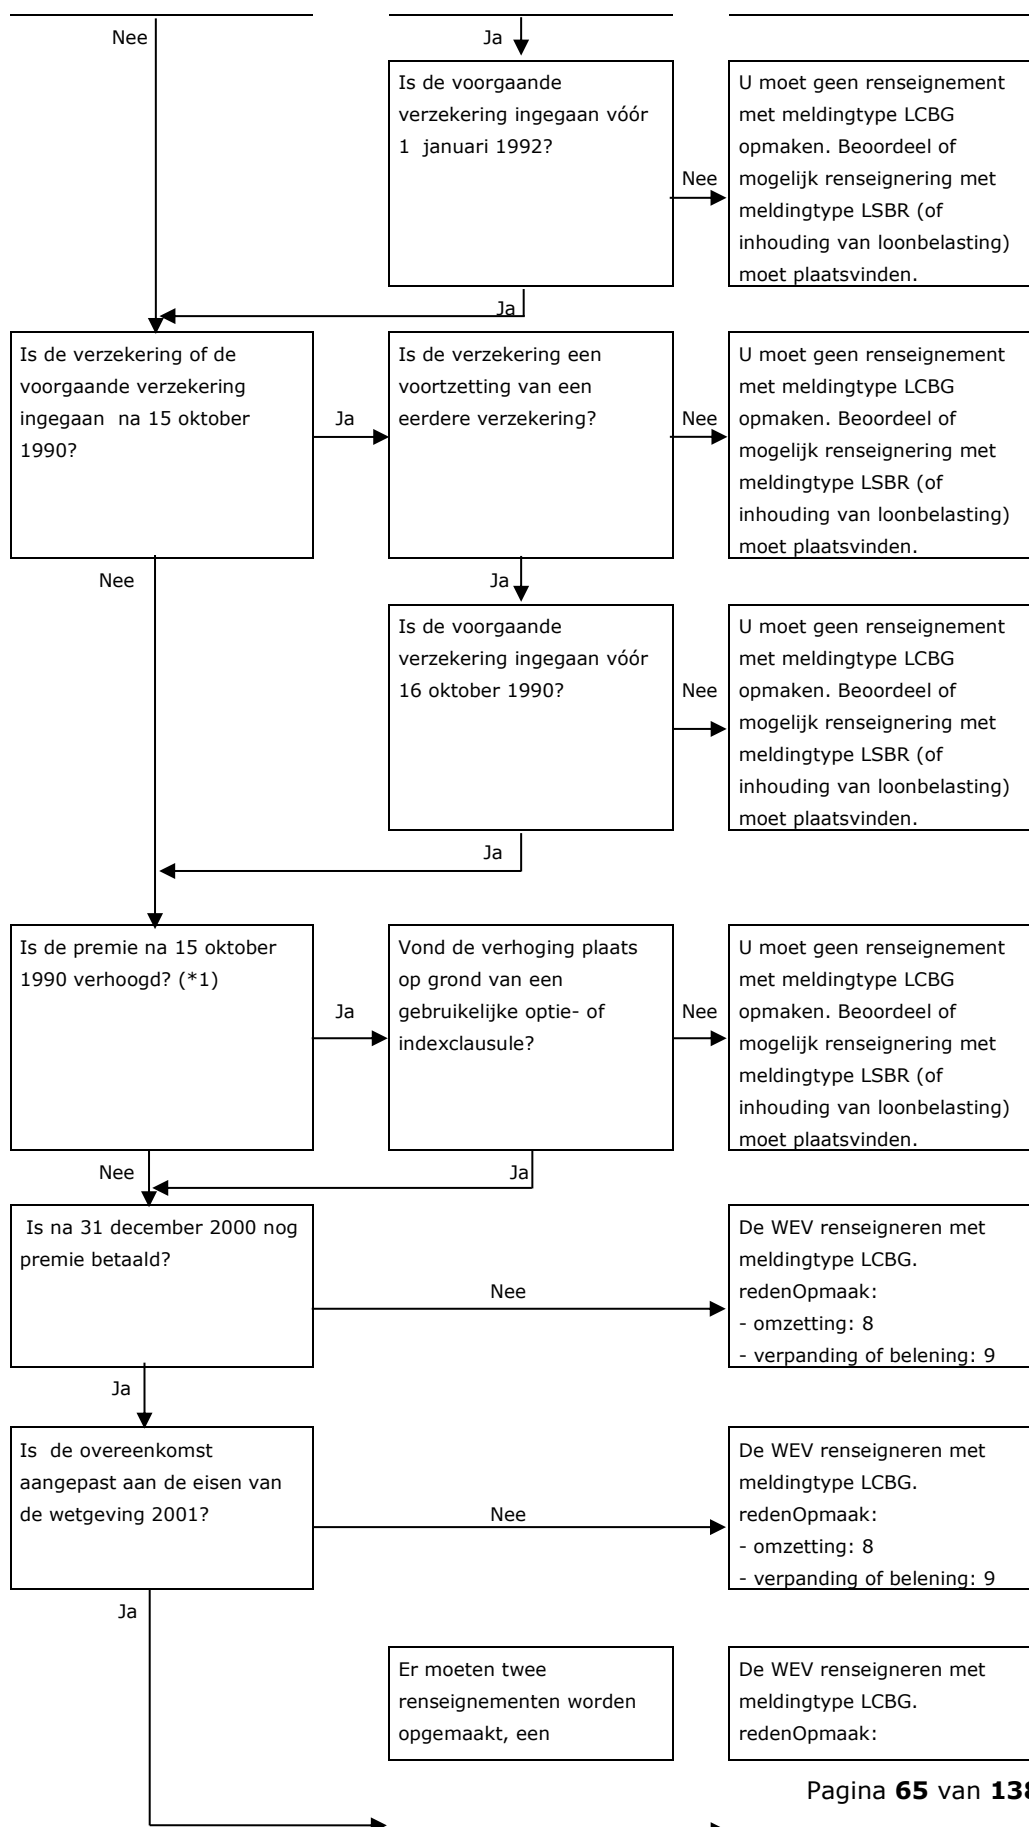 Nee
Ja
Is de voorgaande
verzekering ingegaan vóór
1 januari 1992?
Nee
U moet geen renseignement
met meldingtype LCBG
opmaken. Beoordeel of
mogelijk renseignering met
meldingtype LSBR (of
inhouding van loonbelasting)
moet plaatsvinden.
Ja
Is de verzekering of de
voorgaande verzekering
ingegaan na 15 oktober
1990?
Ja
Is de verzekering een
voortzetting van een
eerdere verzekering?
Nee
U moet geen renseignement
met meldingtype LCBG
opmaken. Beoordeel of
mogelijk renseignering met
meldingtype LSBR (of
inhouding van loonbelasting)
moet plaatsvinden.
Nee
Ja
Is de voorgaande
verzekering ingegaan vóór
16 oktober 1990?
Nee
U moet geen renseignement
met meldingtype LCBG
opmaken. Beoordeel of
mogelijk renseignering met
meldingtype LSBR (of
inhouding van loonbelasting)
moet plaatsvinden.
Ja
Is de premie na 15 oktober
1990 verhoogd? (*1)
Ja
Vond de verhoging plaats
op grond van een
gebruikelijke optie- of
indexclausule?
Nee
U moet geen renseignement
met meldingtype LCBG
opmaken. Beoordeel of
mogelijk renseignering met
meldingtype LSBR (of
inhouding van loonbelasting)
moet plaatsvinden.
Nee
Ja
Is na 31 december 2000 nog
premie betaald?
Nee
De WEV renseigneren met
meldingtype LCBG.
redenOpmaak:
- omzetting: 8
- verpanding of belening: 9
Ja
Is de overeenkomst
aangepast aan de eisen van
de wetgeving 2001?
Nee
De WEV renseigneren met
meldingtype LCBG.
redenOpmaak:
- omzetting: 8
- verpanding of belening: 9
Ja
Er moeten twee
renseignementen worden
opgemaakt, een
De WEV renseigneren met
meldingtype LCBG.
redenOpmaak:
Pagina 65 van 138